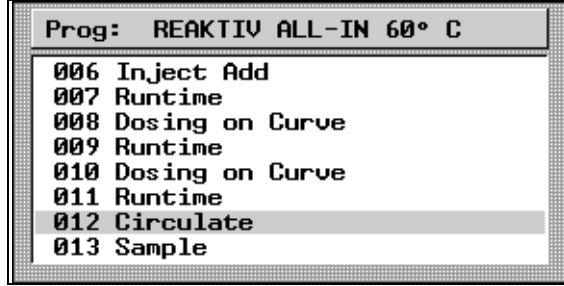 Prog: REAKTIV ALL-IN 60° C
006 Inject Add
007 Runtime
008 Dosing on Curve
009 Runtime
010 Dosing on Curve
011 Runtime
012 Circulate
013 Sample